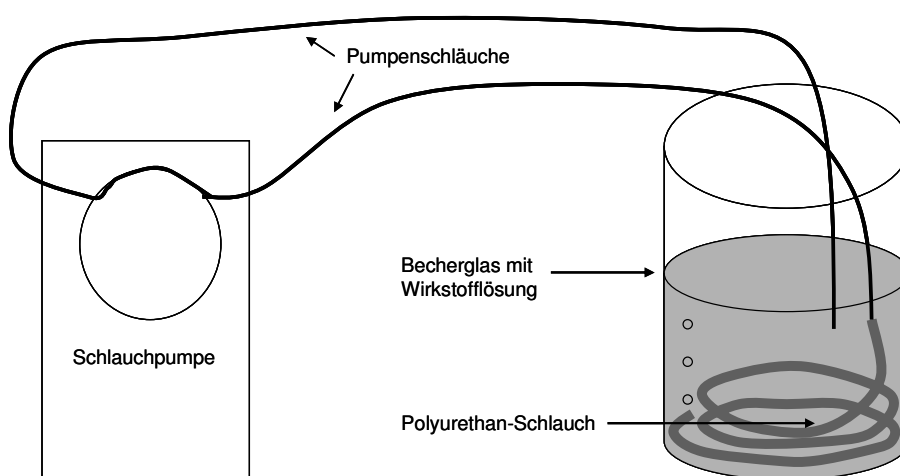 Pumpenschläuche
Becherglas mit
Wirkstofflösung
Schlauchpumpe
Polyurethan-Schlauch